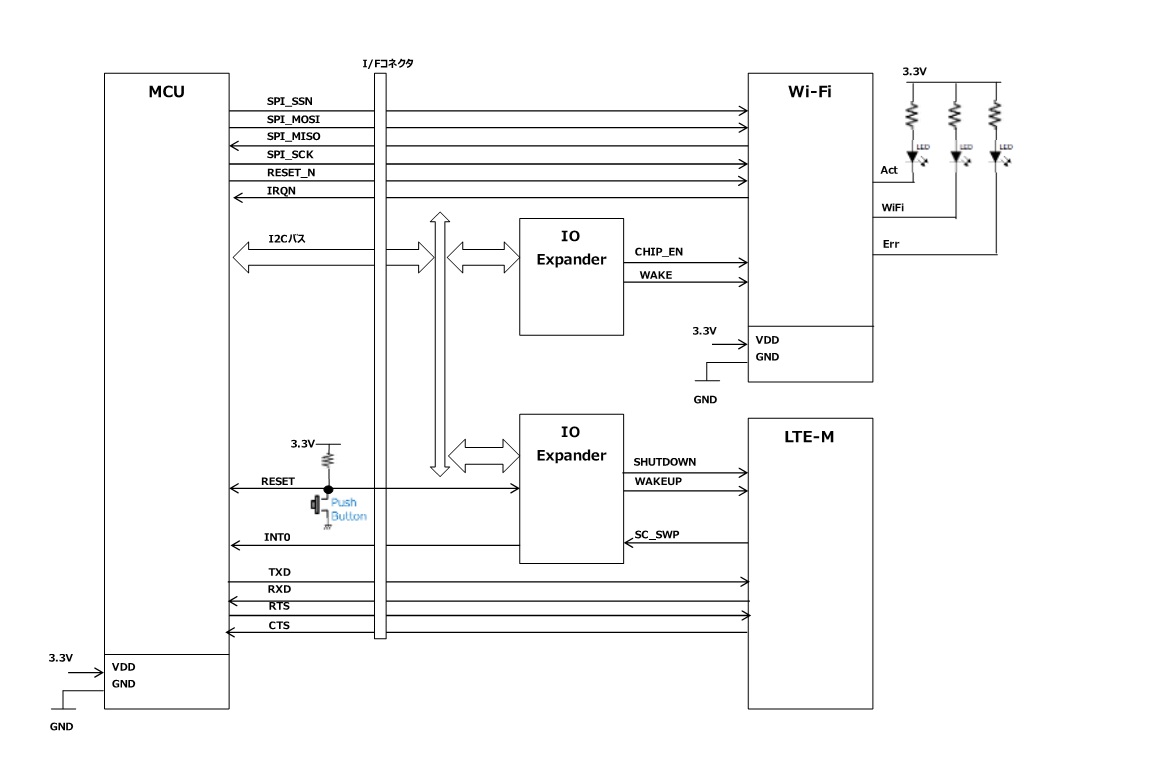 I/Fコネクタ
MCU
SPI_SSN
SPI_MOSI
SPI_MISO
SPI_SCK
RESET_N
IRQN
I2Cバス
Wi-Fi
3.3V
LED
LED
LED
Act
WiFi
Err
IO
Expander
CHIP_EN
WAKE
3.3V
VDD
GND
GND
IO
Expander
LTE-M
3.3V
SHUTDOWN
RESET
WAKEUP
Push
Button
INT0
SC_SWP
TXD
RXD
RTS
CTS
3.3V
VDD
GND
GND